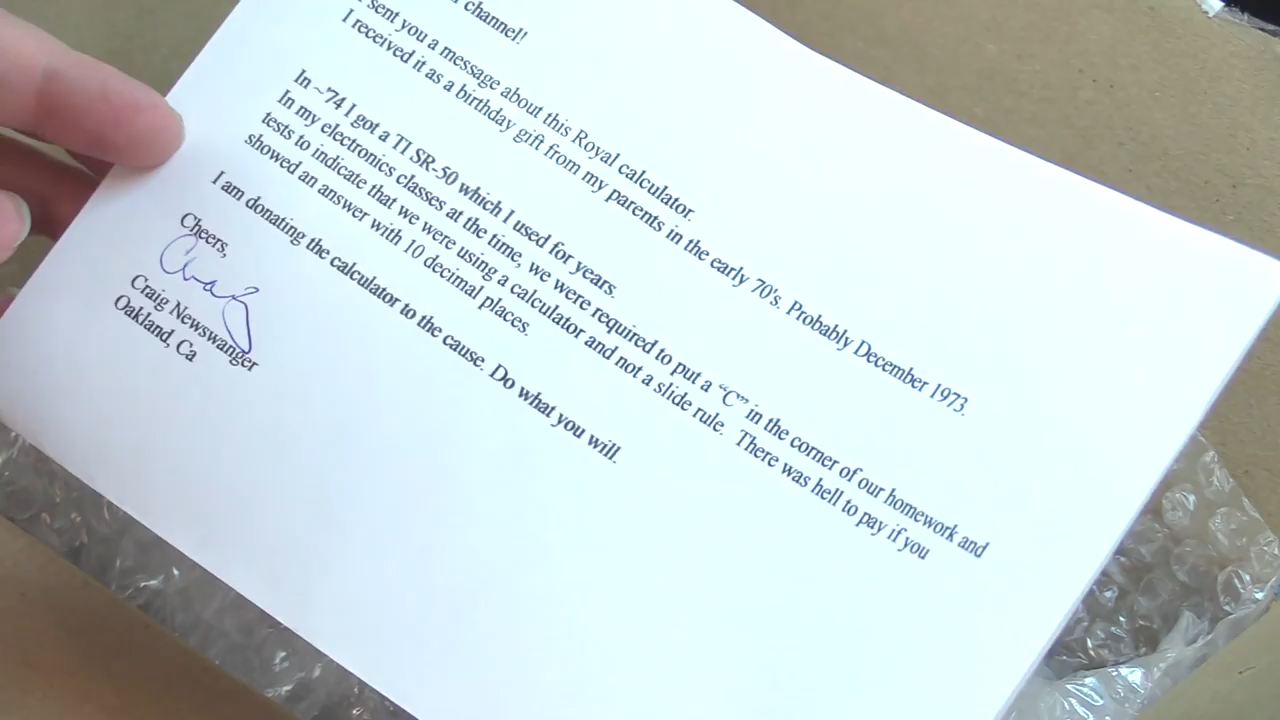 channel!
sent you a message about this Royal calculator.
I received it as a birthday gift from my parents in the early 70's. Probably December 1973.
In ~'74 I got a TI SR-50 which I used for years.
In my electronics classes at the time, we were required to put a “C” in the corner of our homework and
tests to indicate that we were using a calculator and not a slide rule. There was hell to pay if you
showed an answer with 10 decimal places.
I am donating the calculator to the cause. Do what you will.
Cheers,
Craig
Craig Newswanger
Oakland, Ca